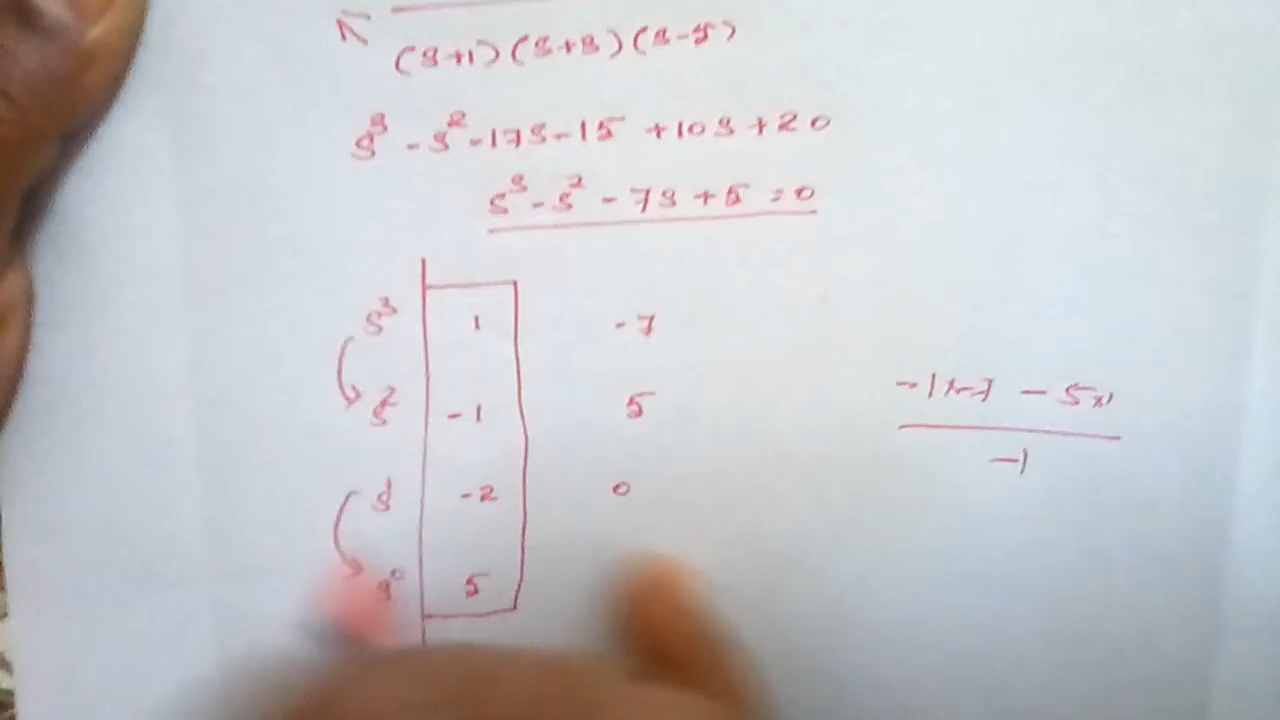 (s+1)(s+3)(s-5)
s³ - s² - 17s - 15 + 10s + 20
s³ - s² - 7s + 5 = 0
s³ 1 -7
s² -1 5
-1×-7 - 5×1
-1
s¹ -2 0
s⁰ 5